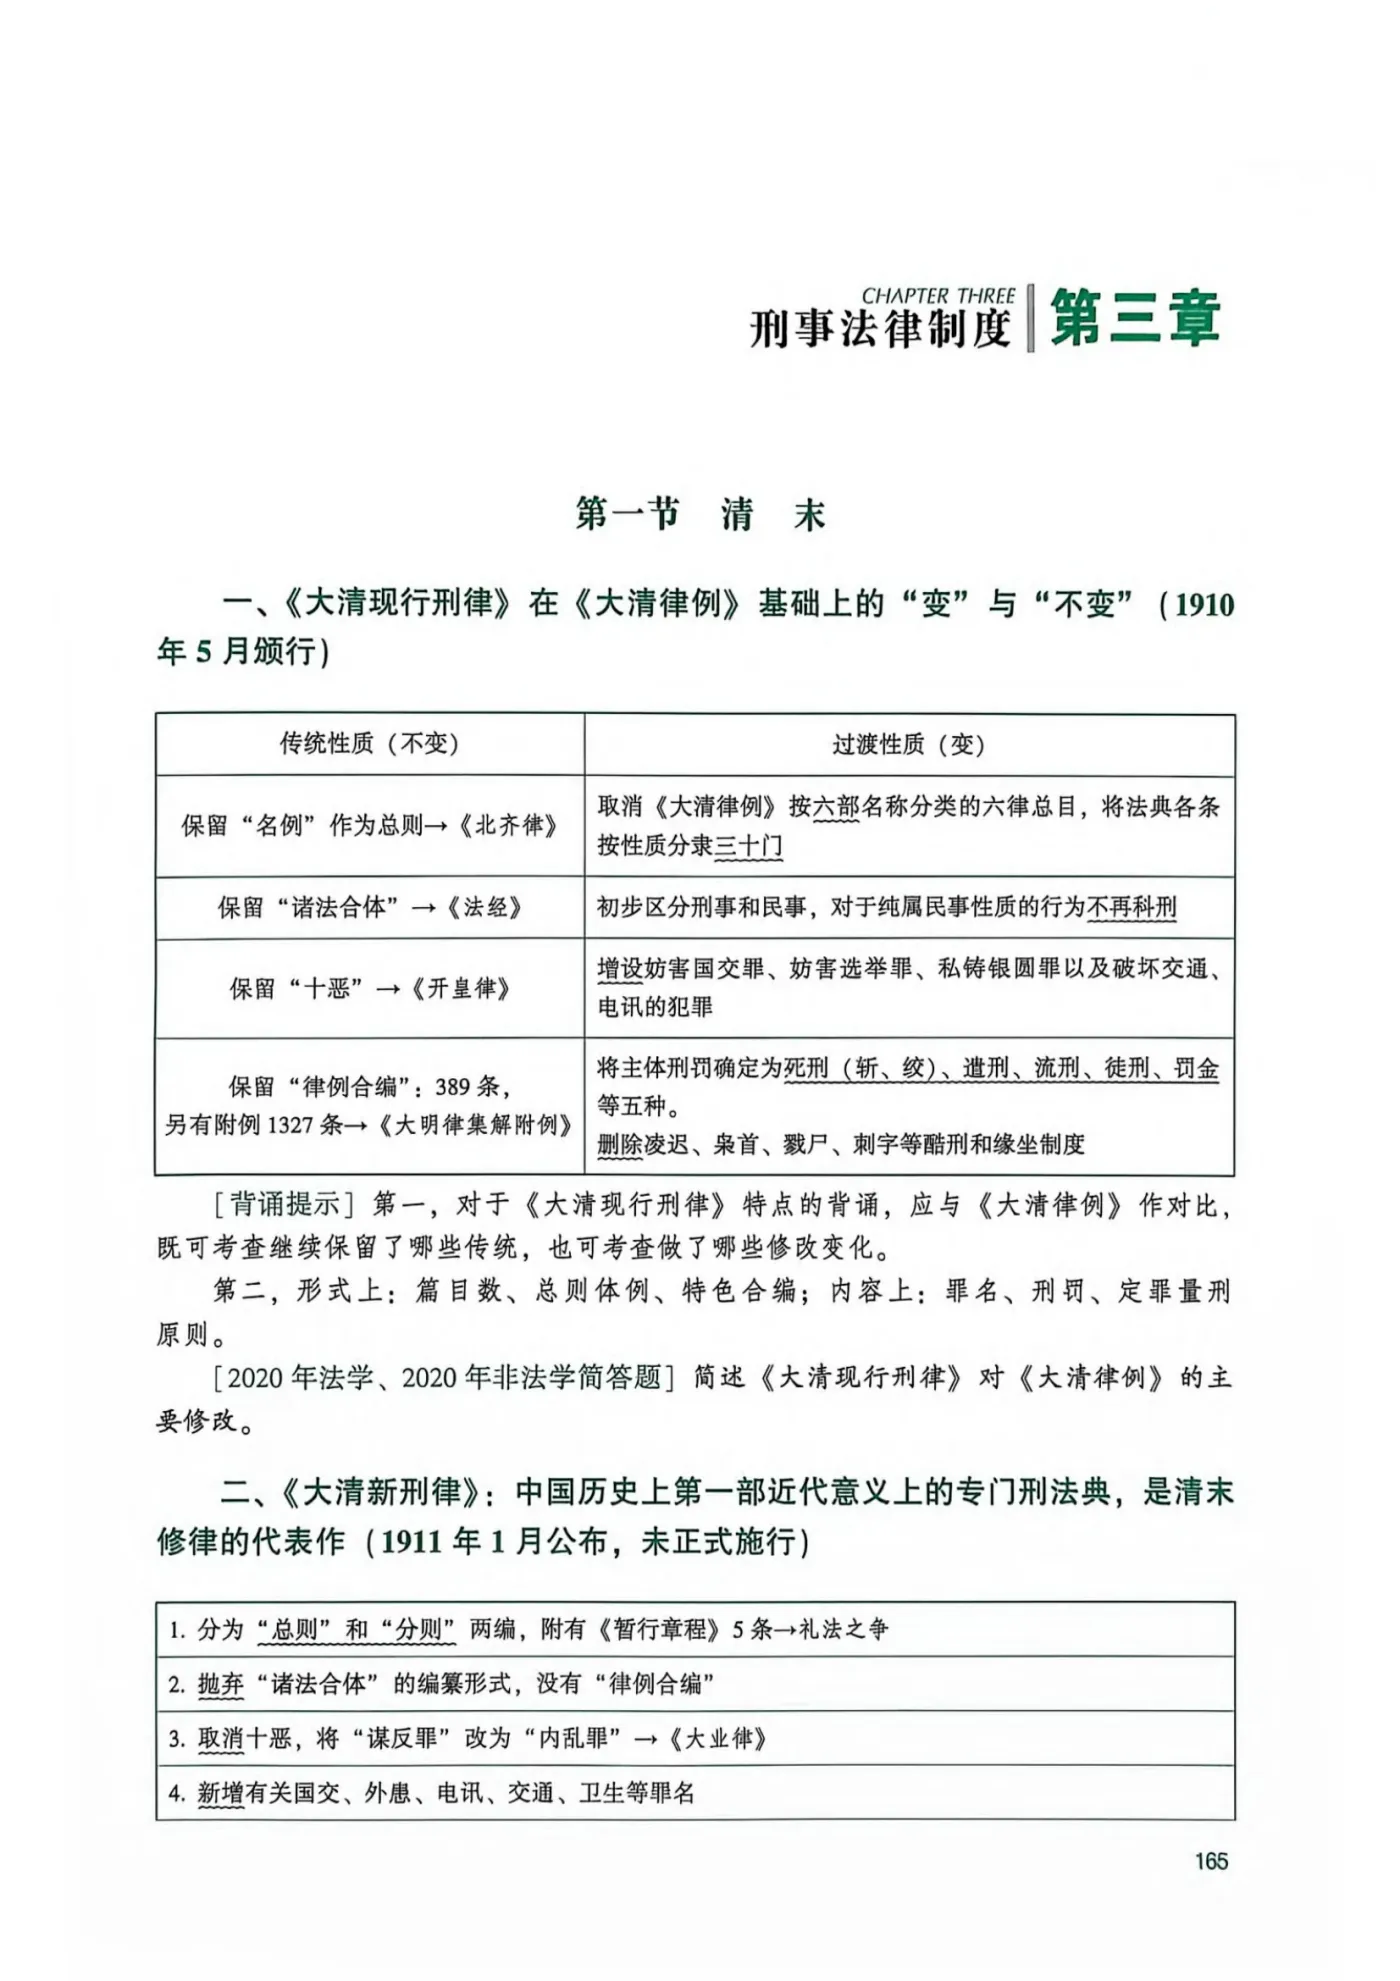 CHAPTER THREE
刑事法律制度 第三章
第一节 清 末
一、《大清现行刑律》在《大清律例》基础上的“变”与“不变”（1910
年 5 月颁行）
传统性质（不变）
过渡性质（变）
保留“名例”作为总则→《北齐律》
取消《大清律例》按六部名称分类的六律总目，将法典各条
按性质分隶三十门
保留“诸法合体”→《法经》
初步区分刑事和民事，对于纯属民事性质的行为不再科刑
保留“十恶”→《开皇律》
增设妨害国交罪、妨害选举罪、私铸银圆罪以及破坏交通、
电讯的犯罪
保留“律例合编”：389 条，
另有附例 1327 条→《大明律集解附例》
将主体刑罚确定为死刑（斩、绞）、遣刑、流刑、徒刑、罚金
等五种。
删除凌迟、枭首、戮尸、刺字等酷刑和缘坐制度
［背诵提示］第一，对于《大清现行刑律》特点的背诵，应与《大清律例》作对比，
既可考查继续保留了哪些传统，也可考查做了哪些修改变化。
第二，形式上：篇目数、总则体例、特色合编；内容上：罪名、刑罚、定罪量刑
原则。
［2020 年法学、2020 年非法学简答题］简述《大清现行刑律》对《大清律例》的主
要修改。
二、《大清新刑律》：中国历史上第一部近代意义上的专门刑法典，是清末
修律的代表作（1911 年 1 月公布，未正式施行）
1. 分为“总则”和“分则”两编，附有《暂行章程》5 条→礼法之争
2. 抛弃“诸法合体”的编纂形式，没有“律例合编”
3. 取消十恶，将“谋反罪”改为“内乱罪”→《大业律》
4. 新增有关国交、外患、电讯、交通、卫生等罪名
165